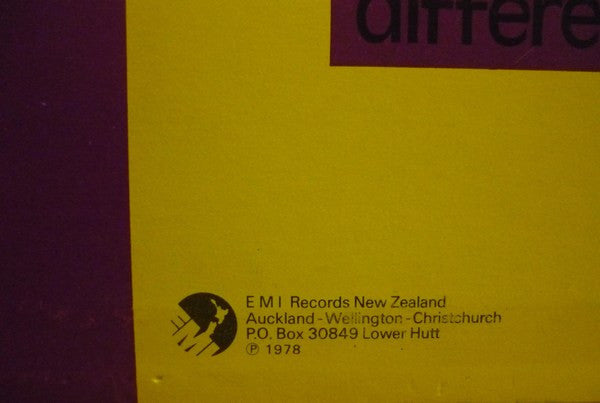 differe
EMI
E M I Records New Zealand
Auckland - Wellington - Christchurch
P.O. Box 30849 Lower Hutt
℗ 1978